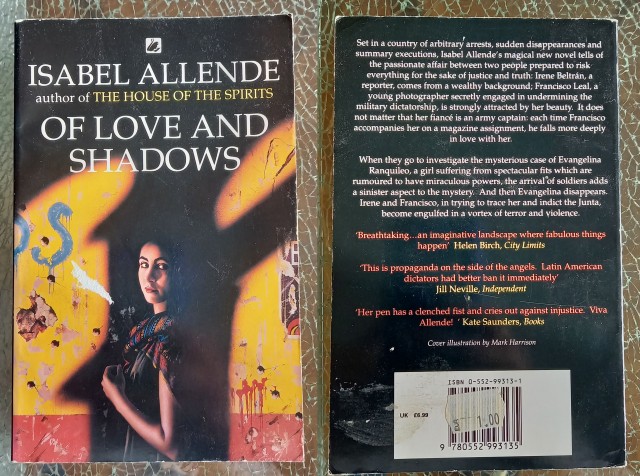 ISABEL ALLENDE
author of THE HOUSE OF THE SPIRITS
OF LOVE AND
SHADOWS
S
Set in a country of arbitrary arrests, sudden disappearances and
summary executions, Isabel Allende's magical new novel tells of
the passionate affair between two people prepared to risk
everything for the sake of justice and truth: Irene Beltrán, a
reporter, comes from a wealthy background; Francisco Leal, a
young photographer secretly engaged in undermining the
military dictatorship, is strongly attracted by her beauty. It does
not matter that her fiancé is an army captain: each time Francisco
accompanies her on a magazine assignment, he falls more deeply
in love with her.
When they go to investigate the mysterious case of Evangelina
Ranquileo, a girl suffering from spectacular fits which are
rumoured to have miraculous powers, the arrival of soldiers adds
a sinister aspect to the mystery. And then Evangelina disappears.
Irene and Francisco, in trying to trace her and indict the Junta,
become engulfed in a vortex of terror and violence.
'Breathtaking...an imaginative landscape where fabulous things
happen' Helen Birch, City Limits
'This is propaganda on the side of the angels. Latin American
dictators had better ban it immediately'
Jill Neville, Independent
'Her pen has a clenched fist and cries out against injustice. Viva
Allende! ' Kate Saunders, Books
Cover illustration by Mark Harrison
ISBN 0-552-99313-1
UK £6.99
1.00
9 780552 993135